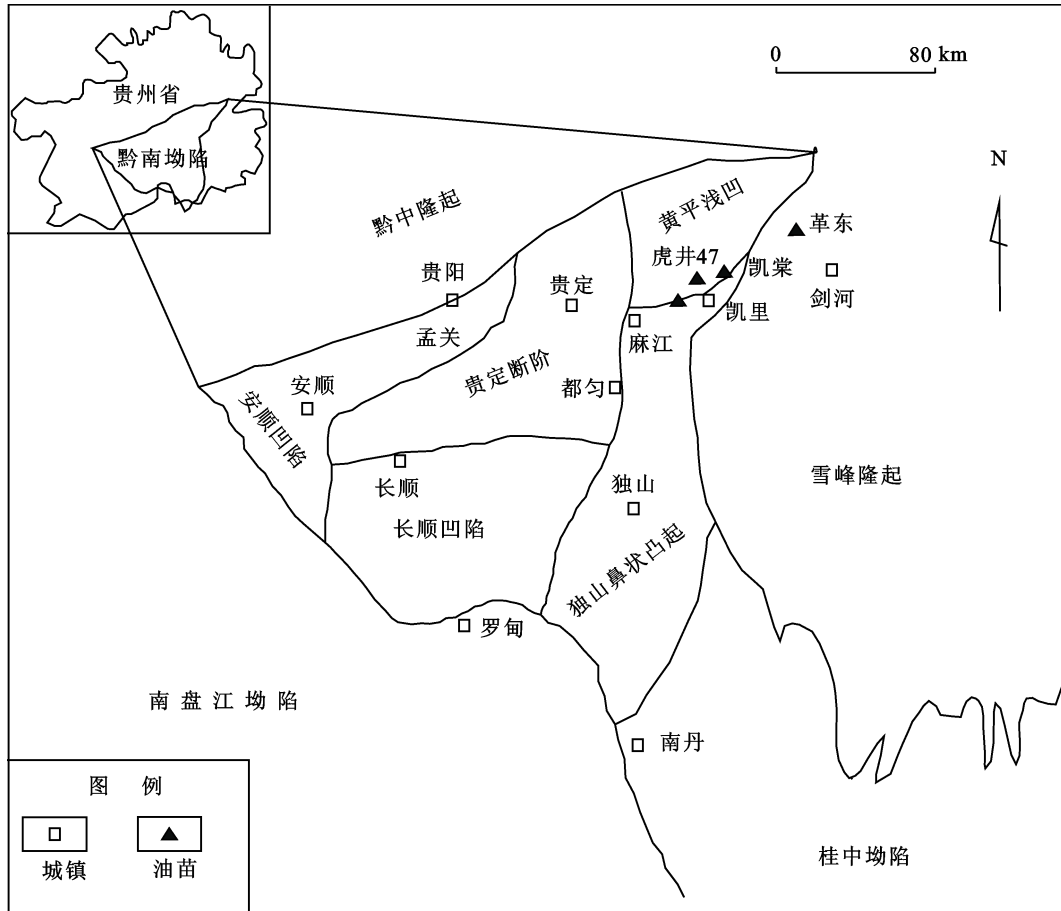 贵州省
黔南坳陷
0 80 km
N
黔中隆起
黄平浅凹
革东
虎井47
凯棠
剑河
贵阳
贵定
凯里
孟关
麻江
贵定断阶
安顺
都匀
安顺凹陷
长顺
独山
雪峰隆起
长顺凹陷
独山鼻状凸起
罗甸
南盘江坳陷
南丹
图 例
城镇
油苗
桂中坳陷